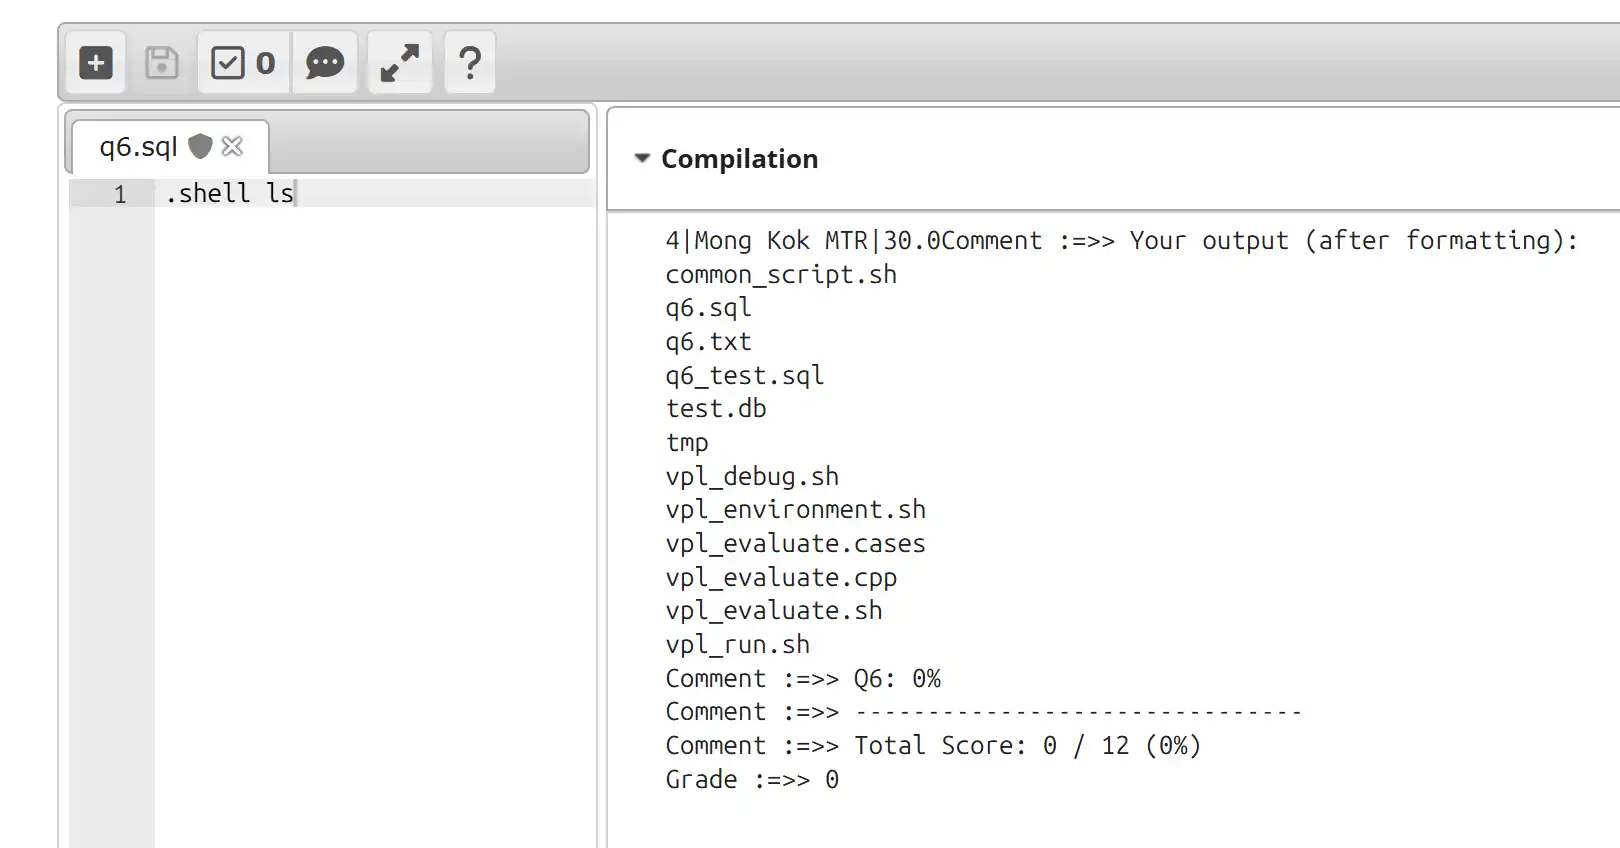 0
q6.sql
1 .shell ls
Compilation
4|Mong Kok MTR|30.0Comment :=>> Your output (after formatting):
common_script.sh
q6.sql
q6.txt
q6_test.sql
test.db
tmp
vpl_debug.sh
vpl_environment.sh
vpl_evaluate.cases
vpl_evaluate.cpp
vpl_evaluate.sh
vpl_run.sh
Comment :=>> Q6: 0%
Comment :=>> -------------------------------
Comment :=>> Total Score: 0 / 12 (0%)
Grade :=>> 0